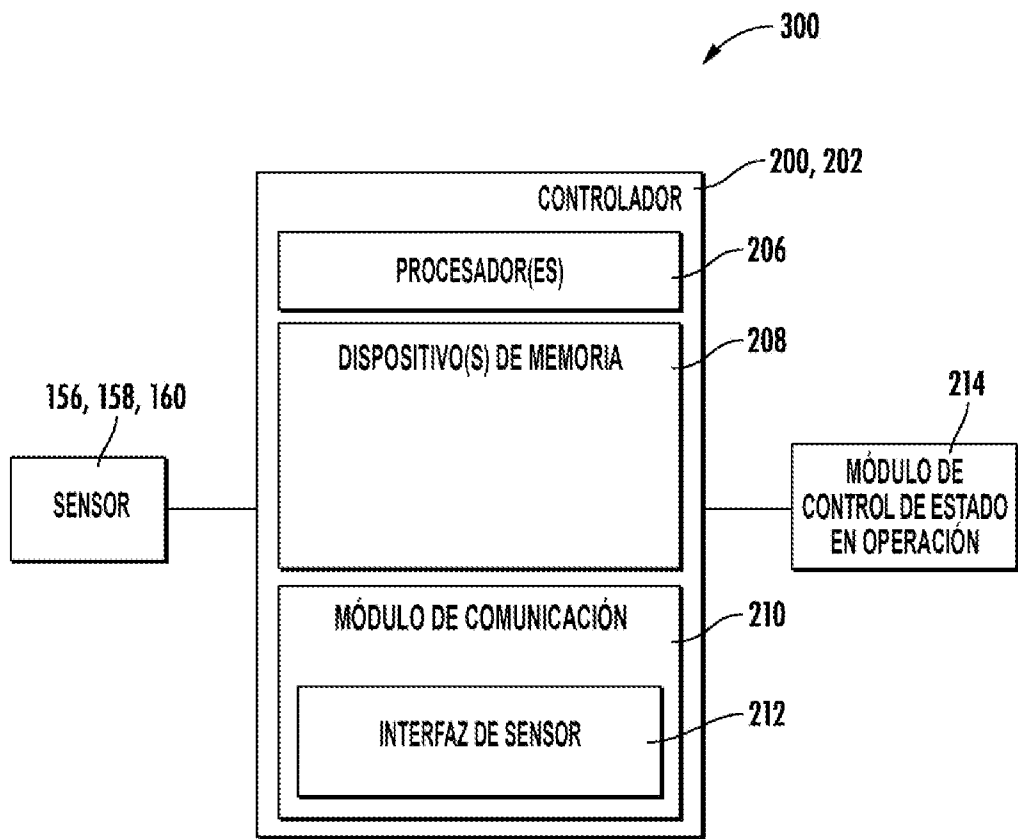 300
200, 202
CONTROLADOR
PROCESADOR(ES)
206
DISPOSITIVO(S) DE MEMORIA
208
156, 158, 160
SENSOR
214
MÓDULO DE
CONTROL DE ESTADO
EN OPERACIÓN
MÓDULO DE COMUNICACIÓN
210
INTERFAZ DE SENSOR
212